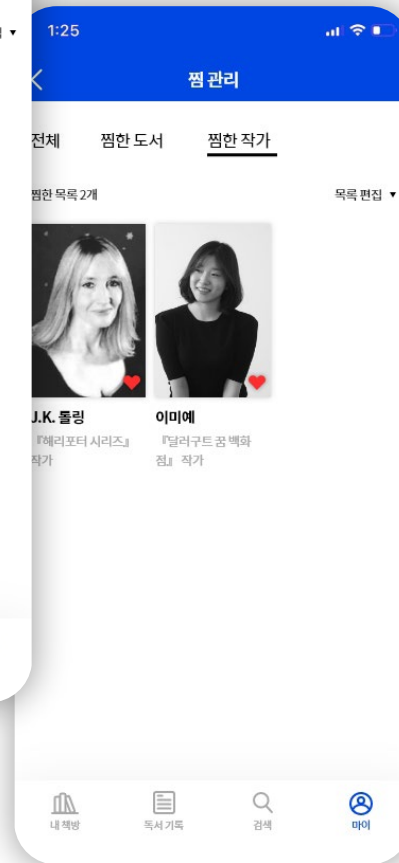 1:25
찜 관리
전체 찜한 도서 찜한 작가
찜한 목록 2개 목록 편집 ▼
J.K. 롤링 이미예
『해리포터 시리즈』 『달러구트 꿈 백화
작가 점』 작가
내 책방 독서 기록 검색 마이